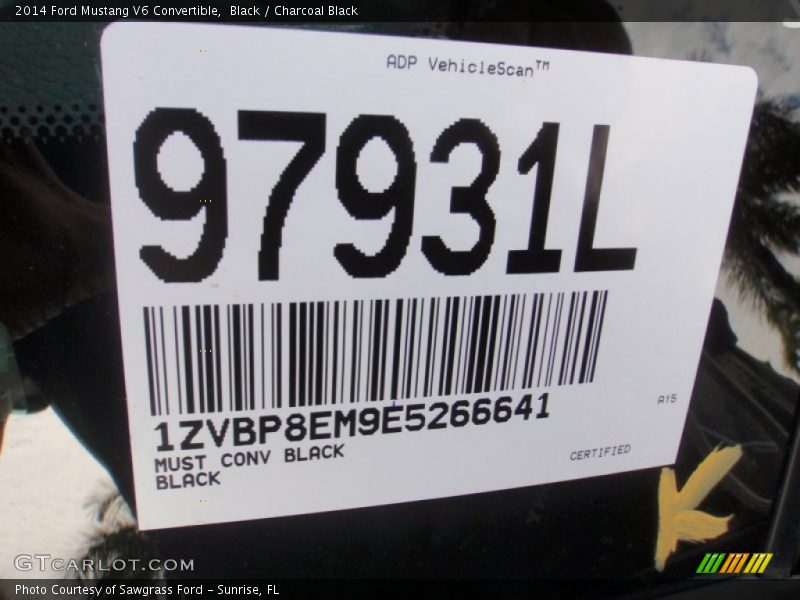 2014 Ford Mustang V6 Convertible,  Black / Charcoal Black
ADP VehicleScan™
97931L
1ZVBP8EM9E5266641
MUST CONV BLACK
BLACK
A15
CERTIFIED
GTCARLOT.COM
Photo Courtesy of Sawgrass Ford – Sunrise, FL